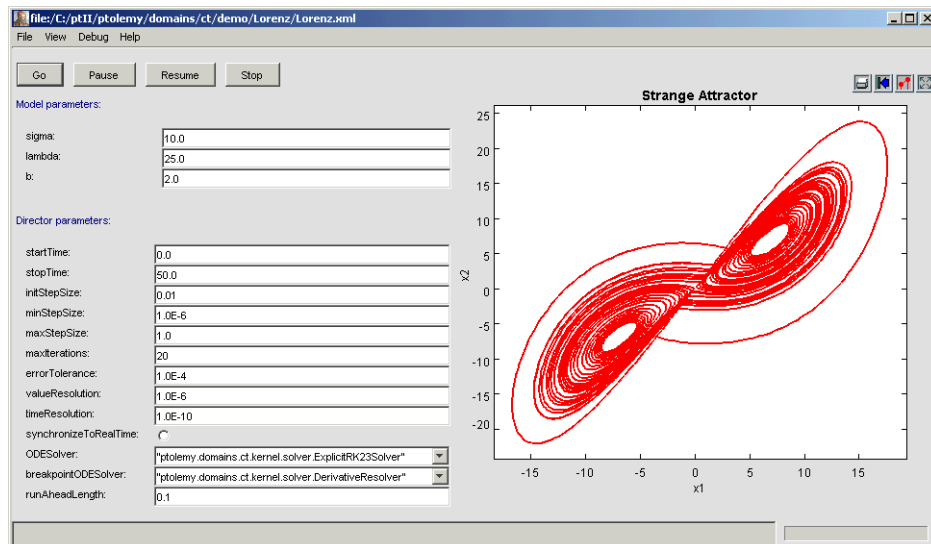 file:/C:/ptII/ptolemy/domains/ct/demo/Lorenz/Lorenz.xml
File View Debug Help
Go Pause Resume Stop
Model parameters:
sigma: 10.0
lambda: 25.0
b: 2.0
Director parameters:
startTime: 0.0
stopTime: 50.0
initStepSize: 0.01
minStepSize: 1.0E-6
maxStepSize: 1.0
maxIterations: 20
errorTolerance: 1.0E-4
valueResolution: 1.0E-6
timeResolution: 1.0E-10
synchronizeToRealTime:
ODESolver: "ptolemy.domains.ct.kernel.solver.ExplicitRK23Solver"
breakpointODESolver: "ptolemy.domains.ct.kernel.solver.DerivativeResolver"
runAheadLength: 0.1
Strange Attractor
25
20
15
10
5
0
-5
-10
-15
-20
x2
-15 -10 -5 0 5 10 15
x1